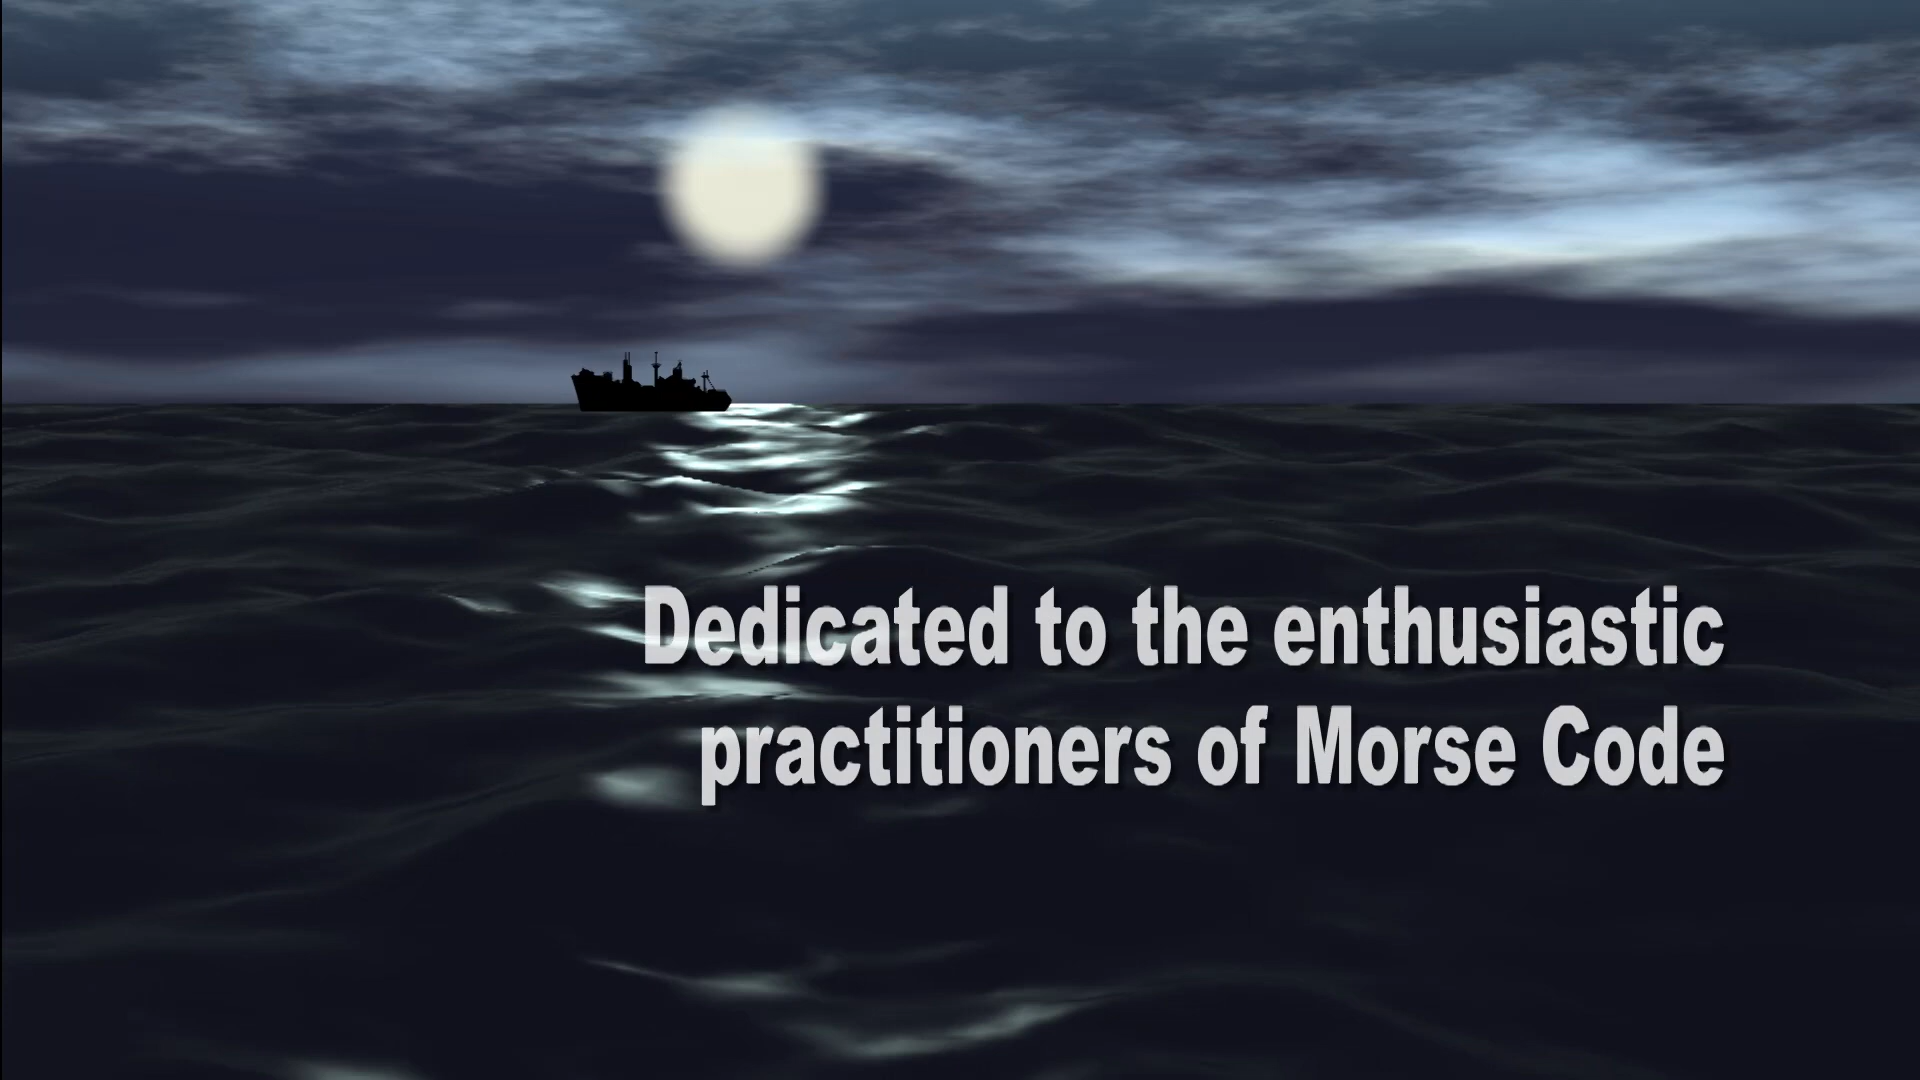 Dedicated to the enthusiastic
practitioners of Morse Code